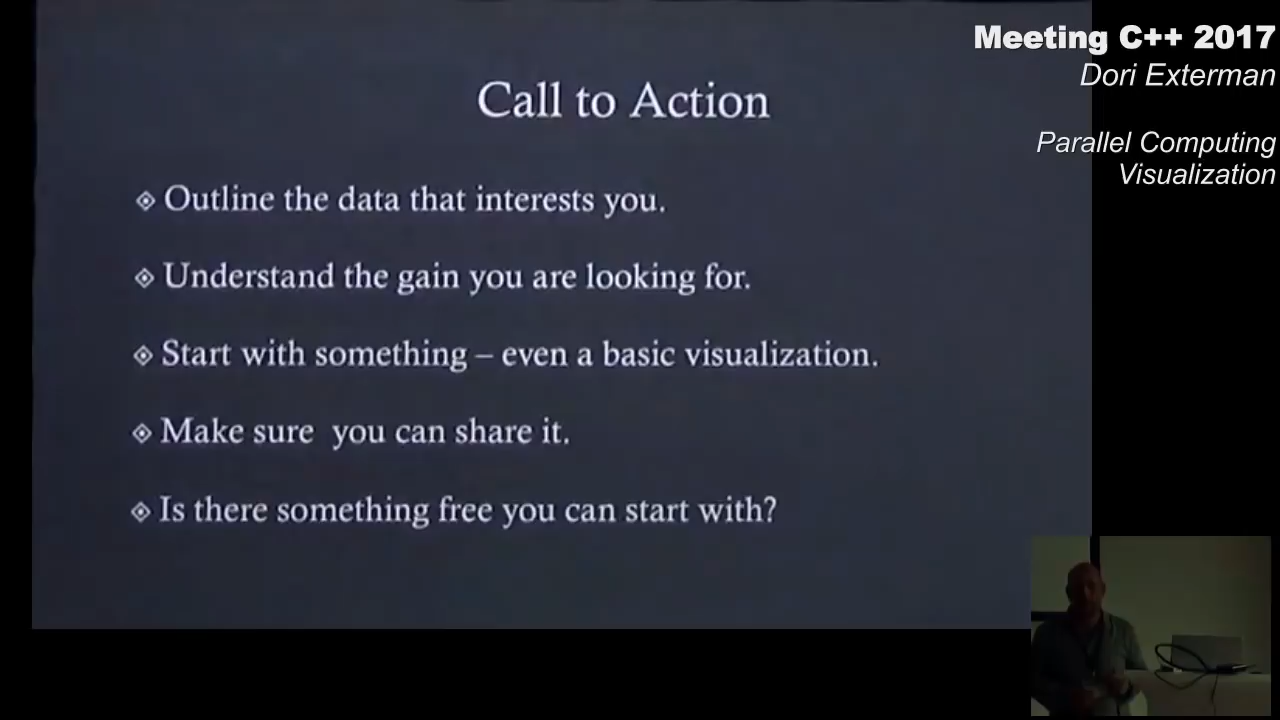 Meeting C++ 2017
Dori Exterman
Parallel Computing
Visualization
Call to Action
Outline the data that interests you.
Understand the gain you are looking for.
Start with something – even a basic visualization.
Make sure  you can share it.
Is there something free you can start with?